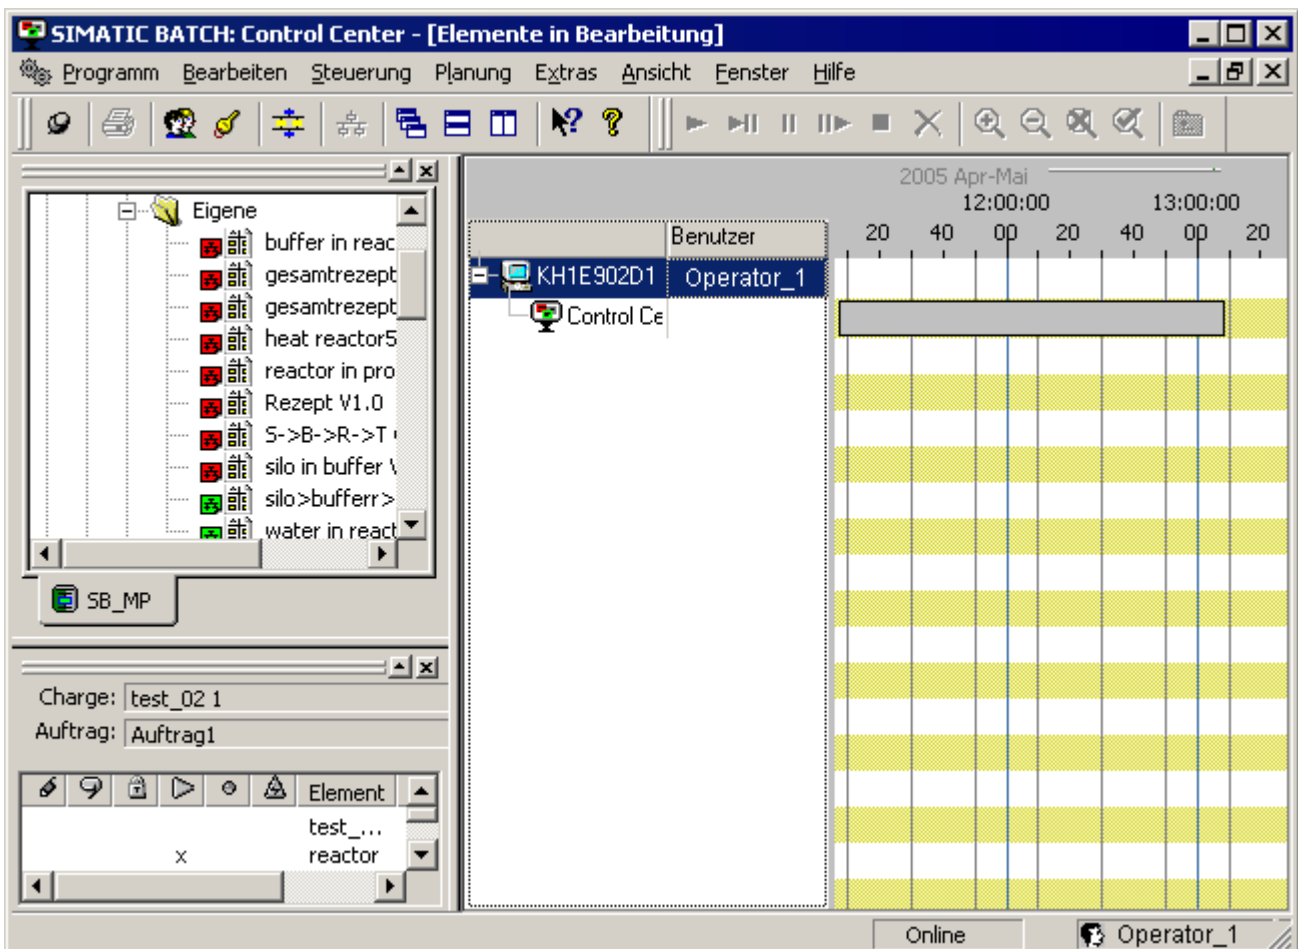 SIMATIC BATCH: Control Center - [Elemente in Bearbeitung]
Programm Bearbeiten Steuerung Planung Extras Ansicht Fenster Hilfe
Eigene
buffer in reac
gesamtrezept
gesamtrezept
heat reactor5
reactor in pro
Rezept V1.0
S->B->R->T
silo in buffer
silo>bufferr>
water in react
SB_MP
Charge: test_02 1
Auftrag: Auftrag1
Element
test_...
x reactor
2005 Apr-Mai
12:00:00 13:00:00
Benutzer 20 40 00 20 40 00 20
KH1E902D1 Operator_1
Control Ce
Online Operator_1